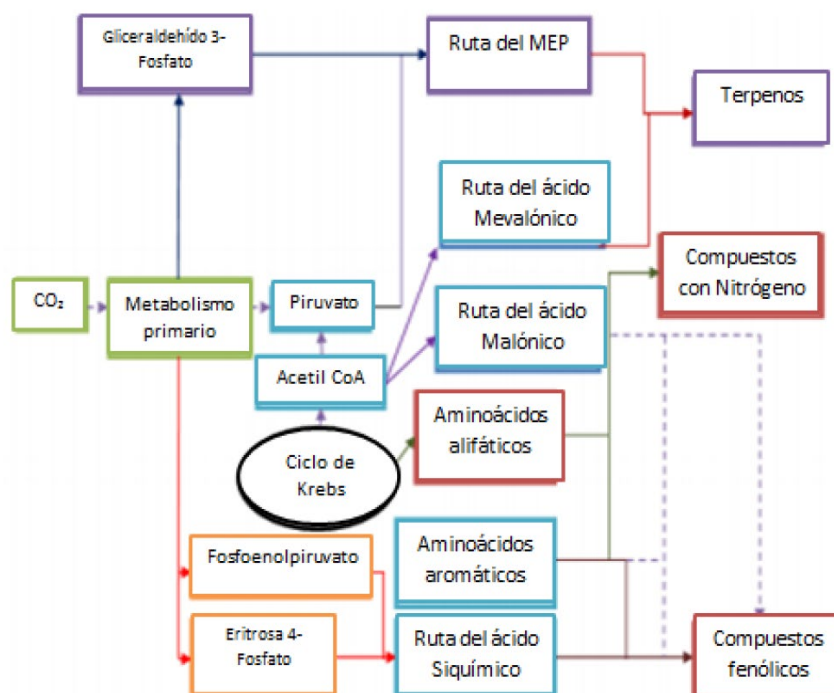 Gliceraldehído 3-
Fosfato
Ruta del MEP
Terpenos
Ruta del ácido
Mevalónico
Compuestos
con Nitrógeno
CO₂
Metabolismo
primario
Piruvato
Ruta del ácido
Malónico
Acetil CoA
Aminoácidos
alifáticos
Ciclo de
Krebs
Fosfoenolpiruvato
Aminoácidos
aromáticos
Eritrosa 4-
Fosfato
Ruta del ácido
Siquímico
Compuestos
fenólicos